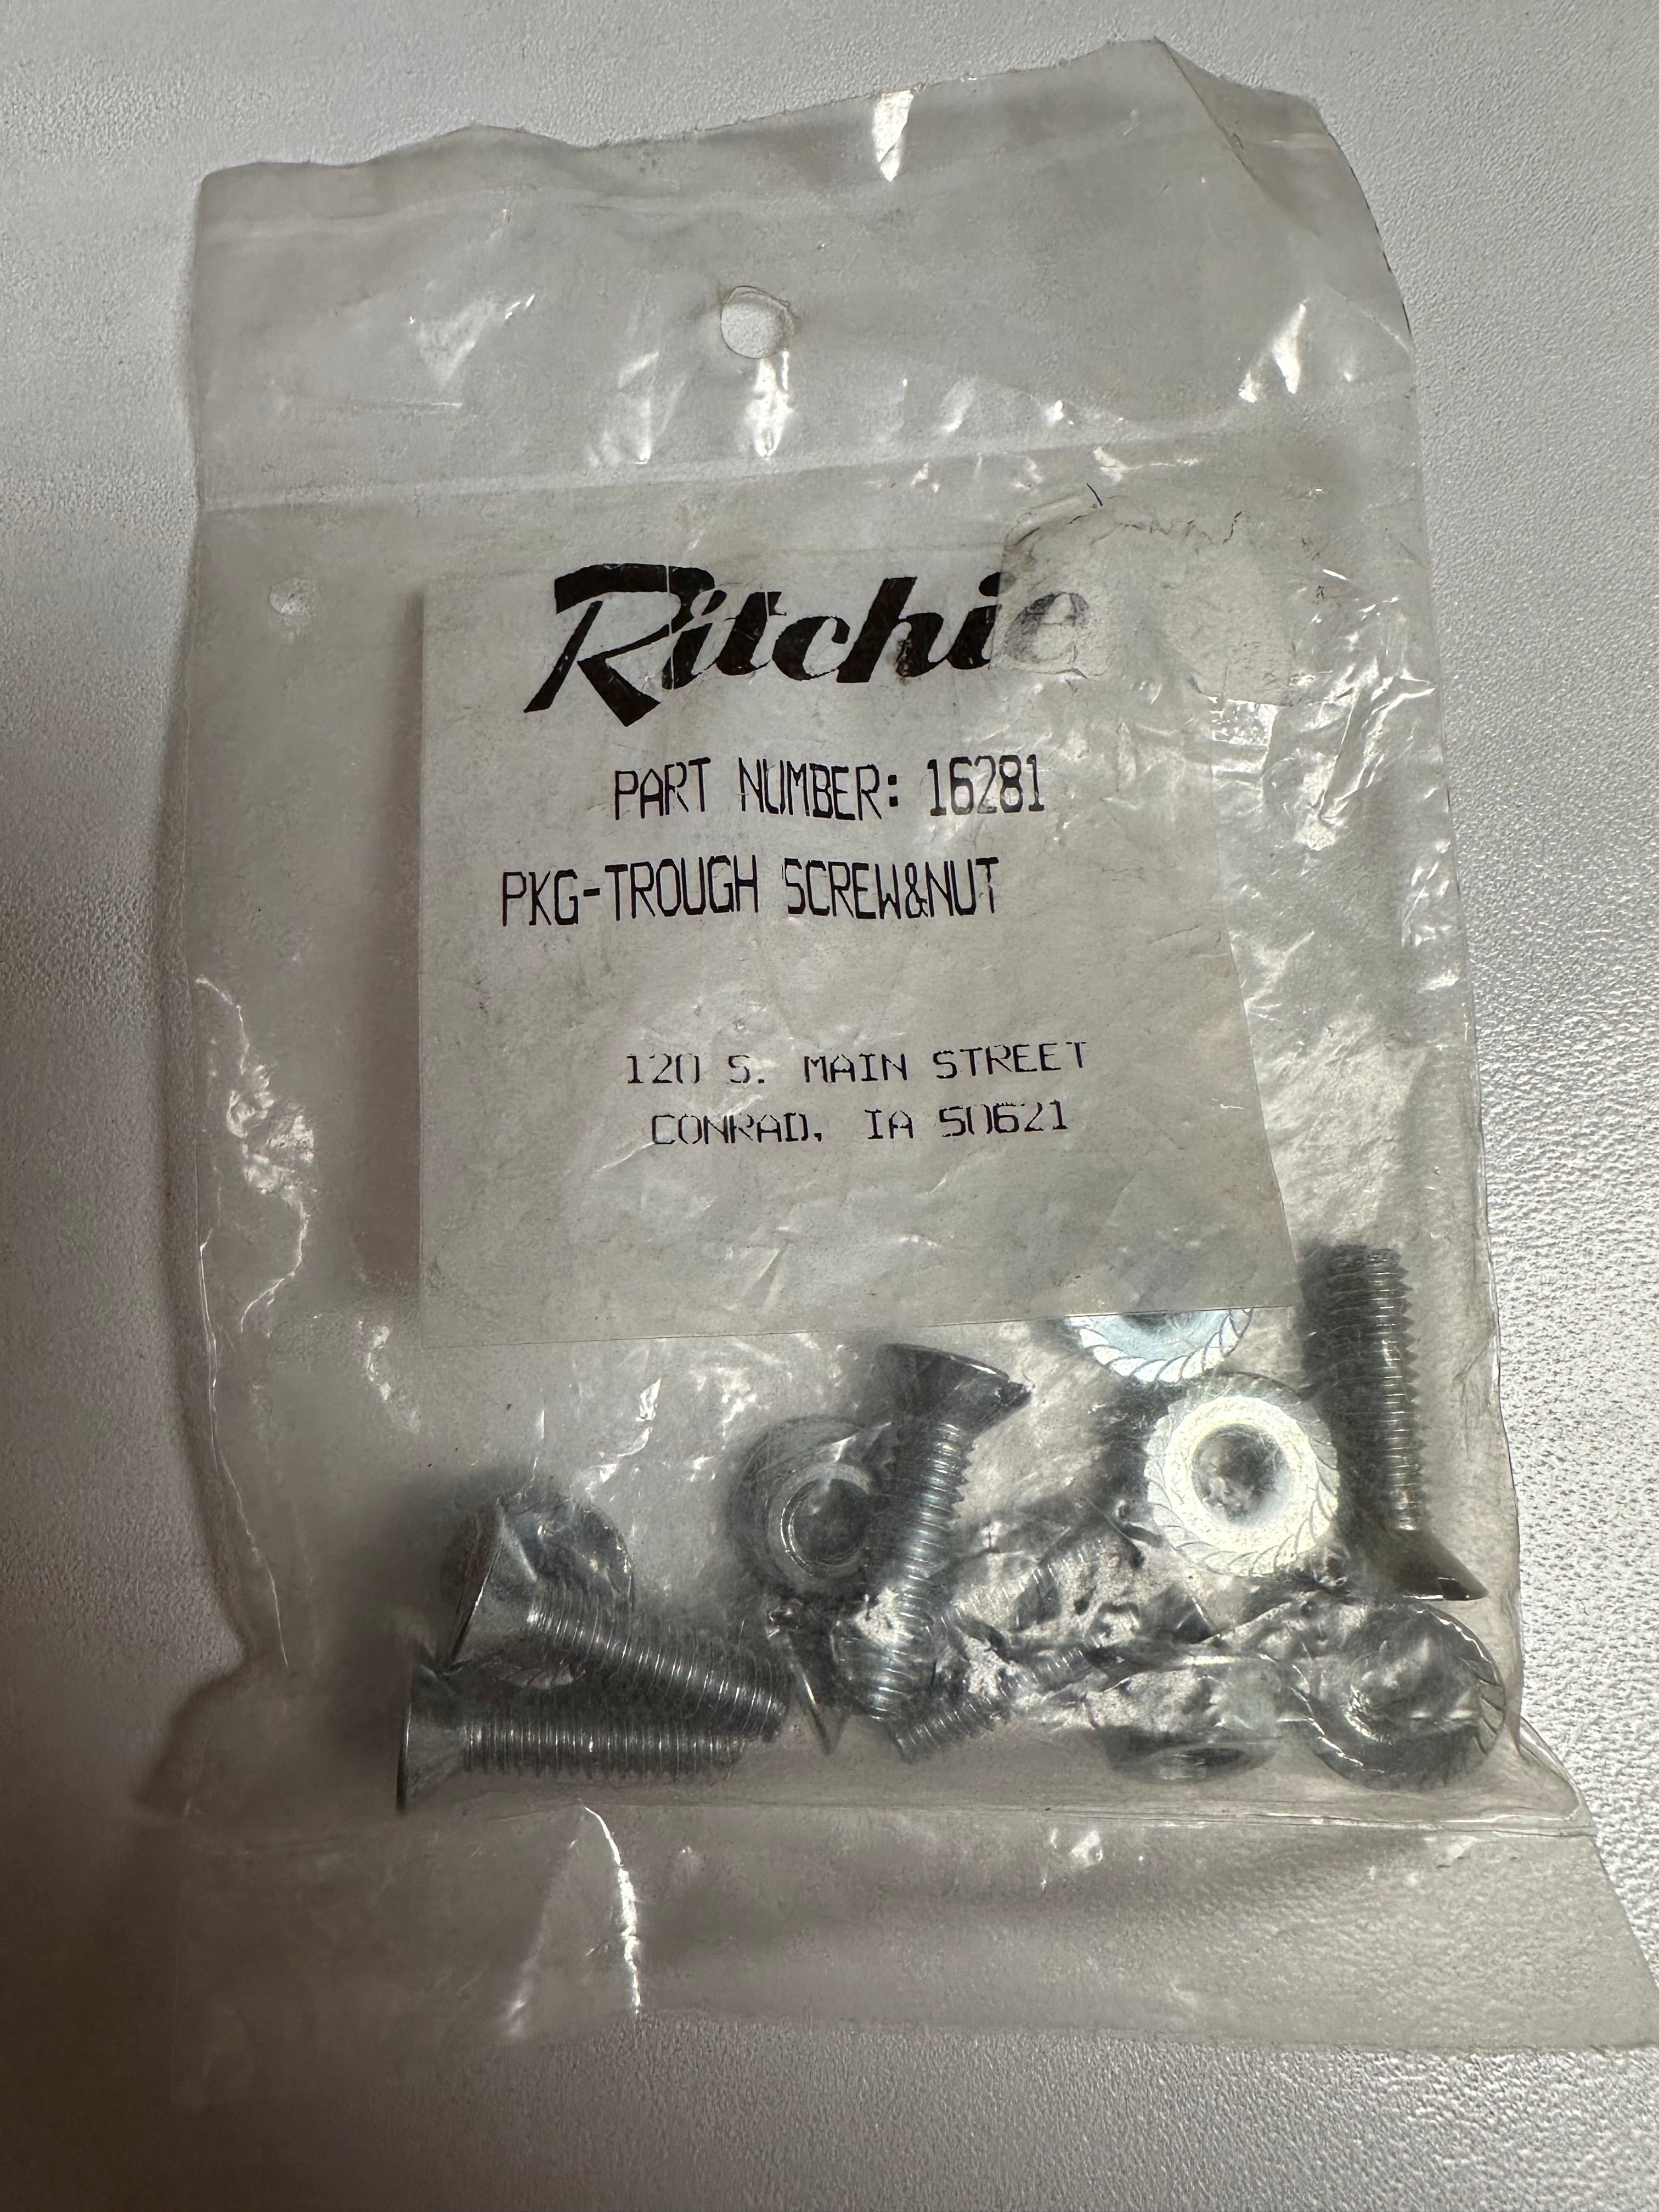 Ritchie
PART NUMBER: 16281
PKG-TROUGH SCREW&NUT
120 S. MAIN STREET
CONRAD, IA 50621